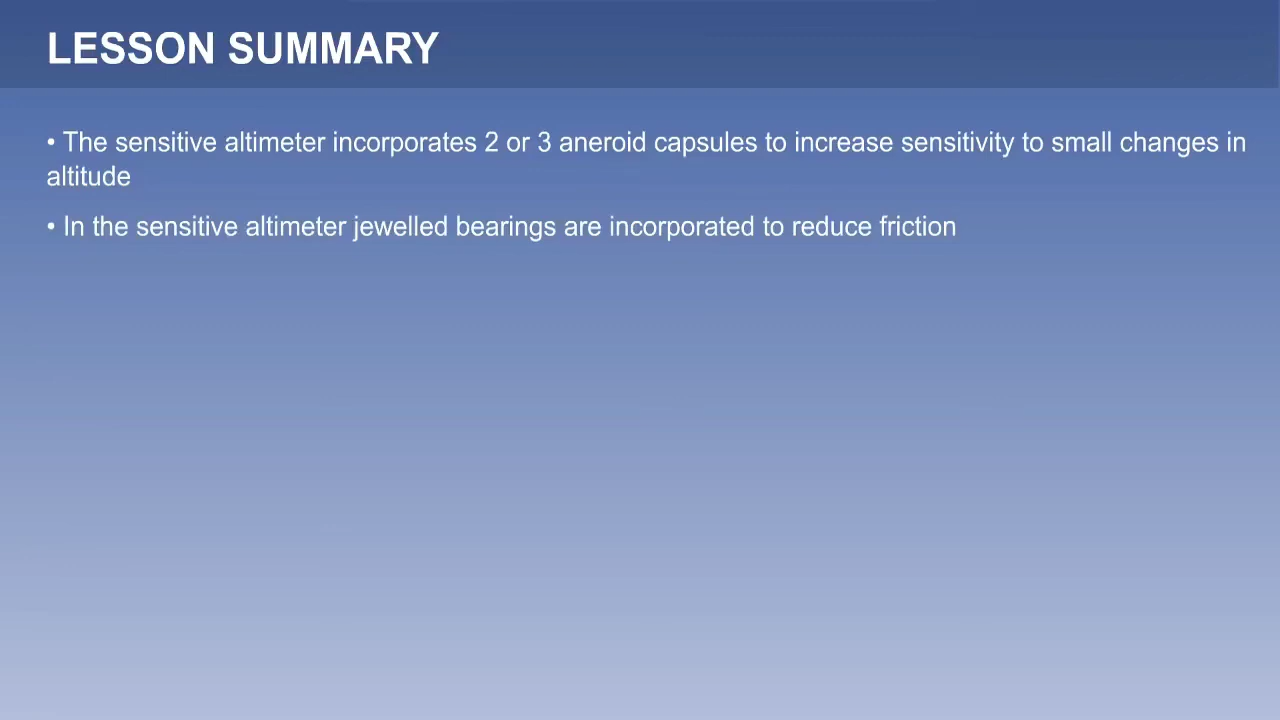 LESSON SUMMARY
• The sensitive altimeter incorporates 2 or 3 aneroid capsules to increase sensitivity to small changes in
altitude
• In the sensitive altimeter jewelled bearings are incorporated to reduce friction